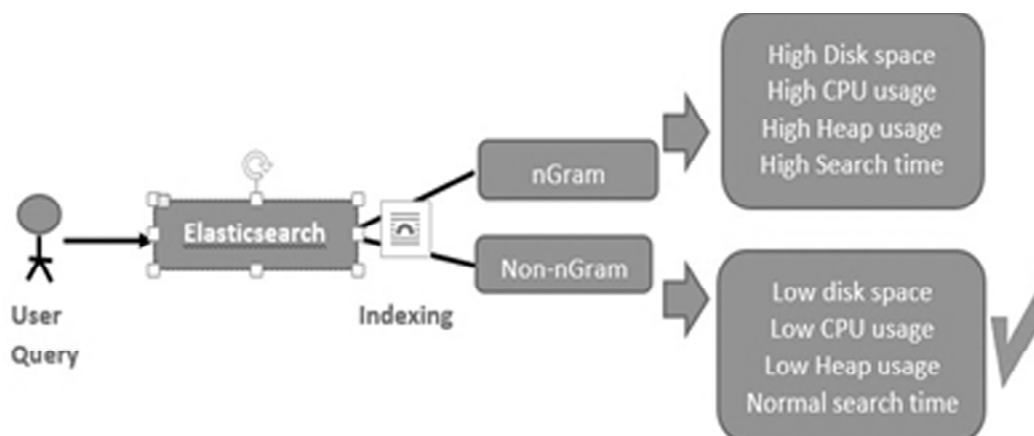 High Disk space
High CPU usage
High Heap usage
High Search time
nGram
Elasticsearch
Non-nGram
User
Query
Indexing
Low disk space
Low CPU usage
Low Heap usage
Normal search time